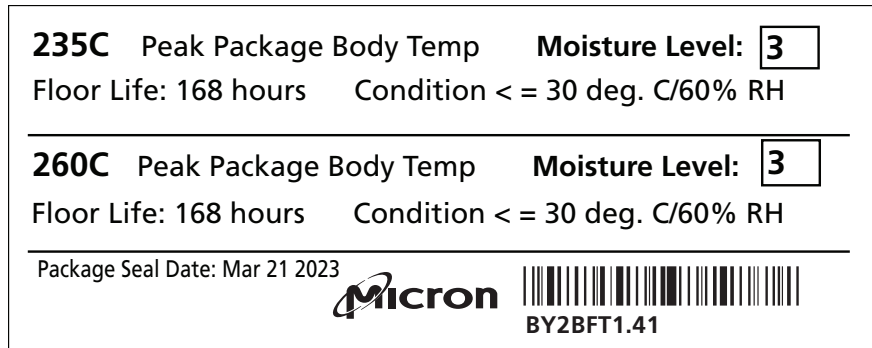 235C Peak Package Body Temp Moisture Level: 3
Floor Life: 168 hours Condition < = 30 deg. C/60% RH
260C Peak Package Body Temp Moisture Level: 3
Floor Life: 168 hours Condition < = 30 deg. C/60% RH
Package Seal Date: Mar 21 2023
Micron
BY2BFT1.41